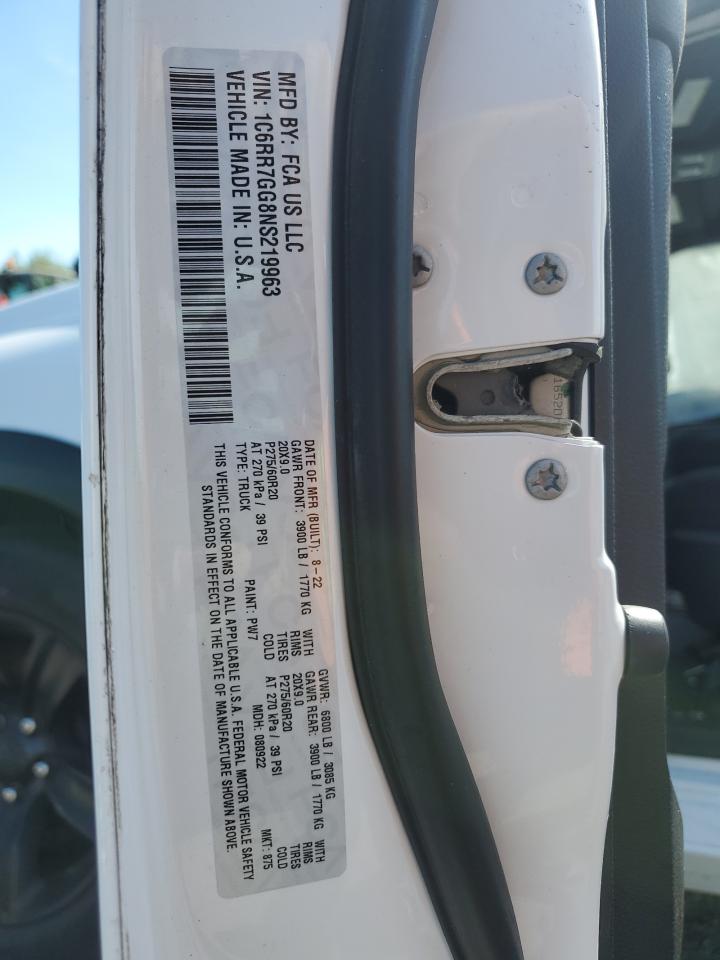 MFD BY: FCA US LLC
VIN: 1C6RR7GG8NS219963
VEHICLE MADE IN: U.S.A.
DATE OF MFR (BUILT): 8-22 GVWR: 6800 LB / 3085 KG
GAWR FRONT: 3900 LB / 1770 KG WITH GAWR REAR: 3900 LB / 1770 KG WITH
20X9.0 RIMS 20X9.0 RIMS
P275/60R20 TIRES P275/60R20 TIRES
AT 270 kPa / 39 PSI COLD AT 270 kPa / 39 PSI COLD
TYPE: TRUCK PAINT: PW7 MDH: 080922 MKT: 875
THIS VEHICLE CONFORMS TO ALL APPLICABLE U.S.A. FEDERAL MOTOR VEHICLE SAFETY
STANDARDS IN EFFECT ON THE DATE OF MANUFACTURE SHOWN ABOVE.